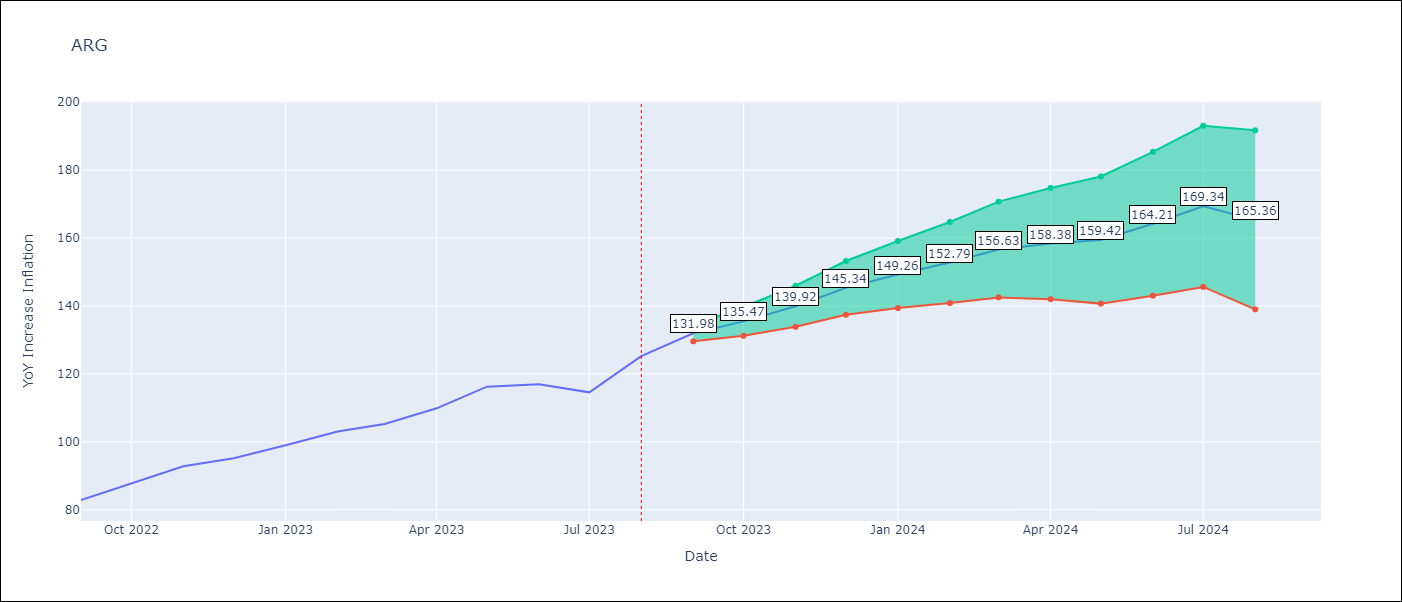 ARG
YoY Increase Inflation
200
180
160
140
120
100
80
131.98
135.47
139.92
145.34
149.26
152.79
156.63
158.38
159.42
164.21
169.34
165.36
Oct 2022
Jan 2023
Apr 2023
Jul 2023
Oct 2023
Jan 2024
Apr 2024
Jul 2024
Date